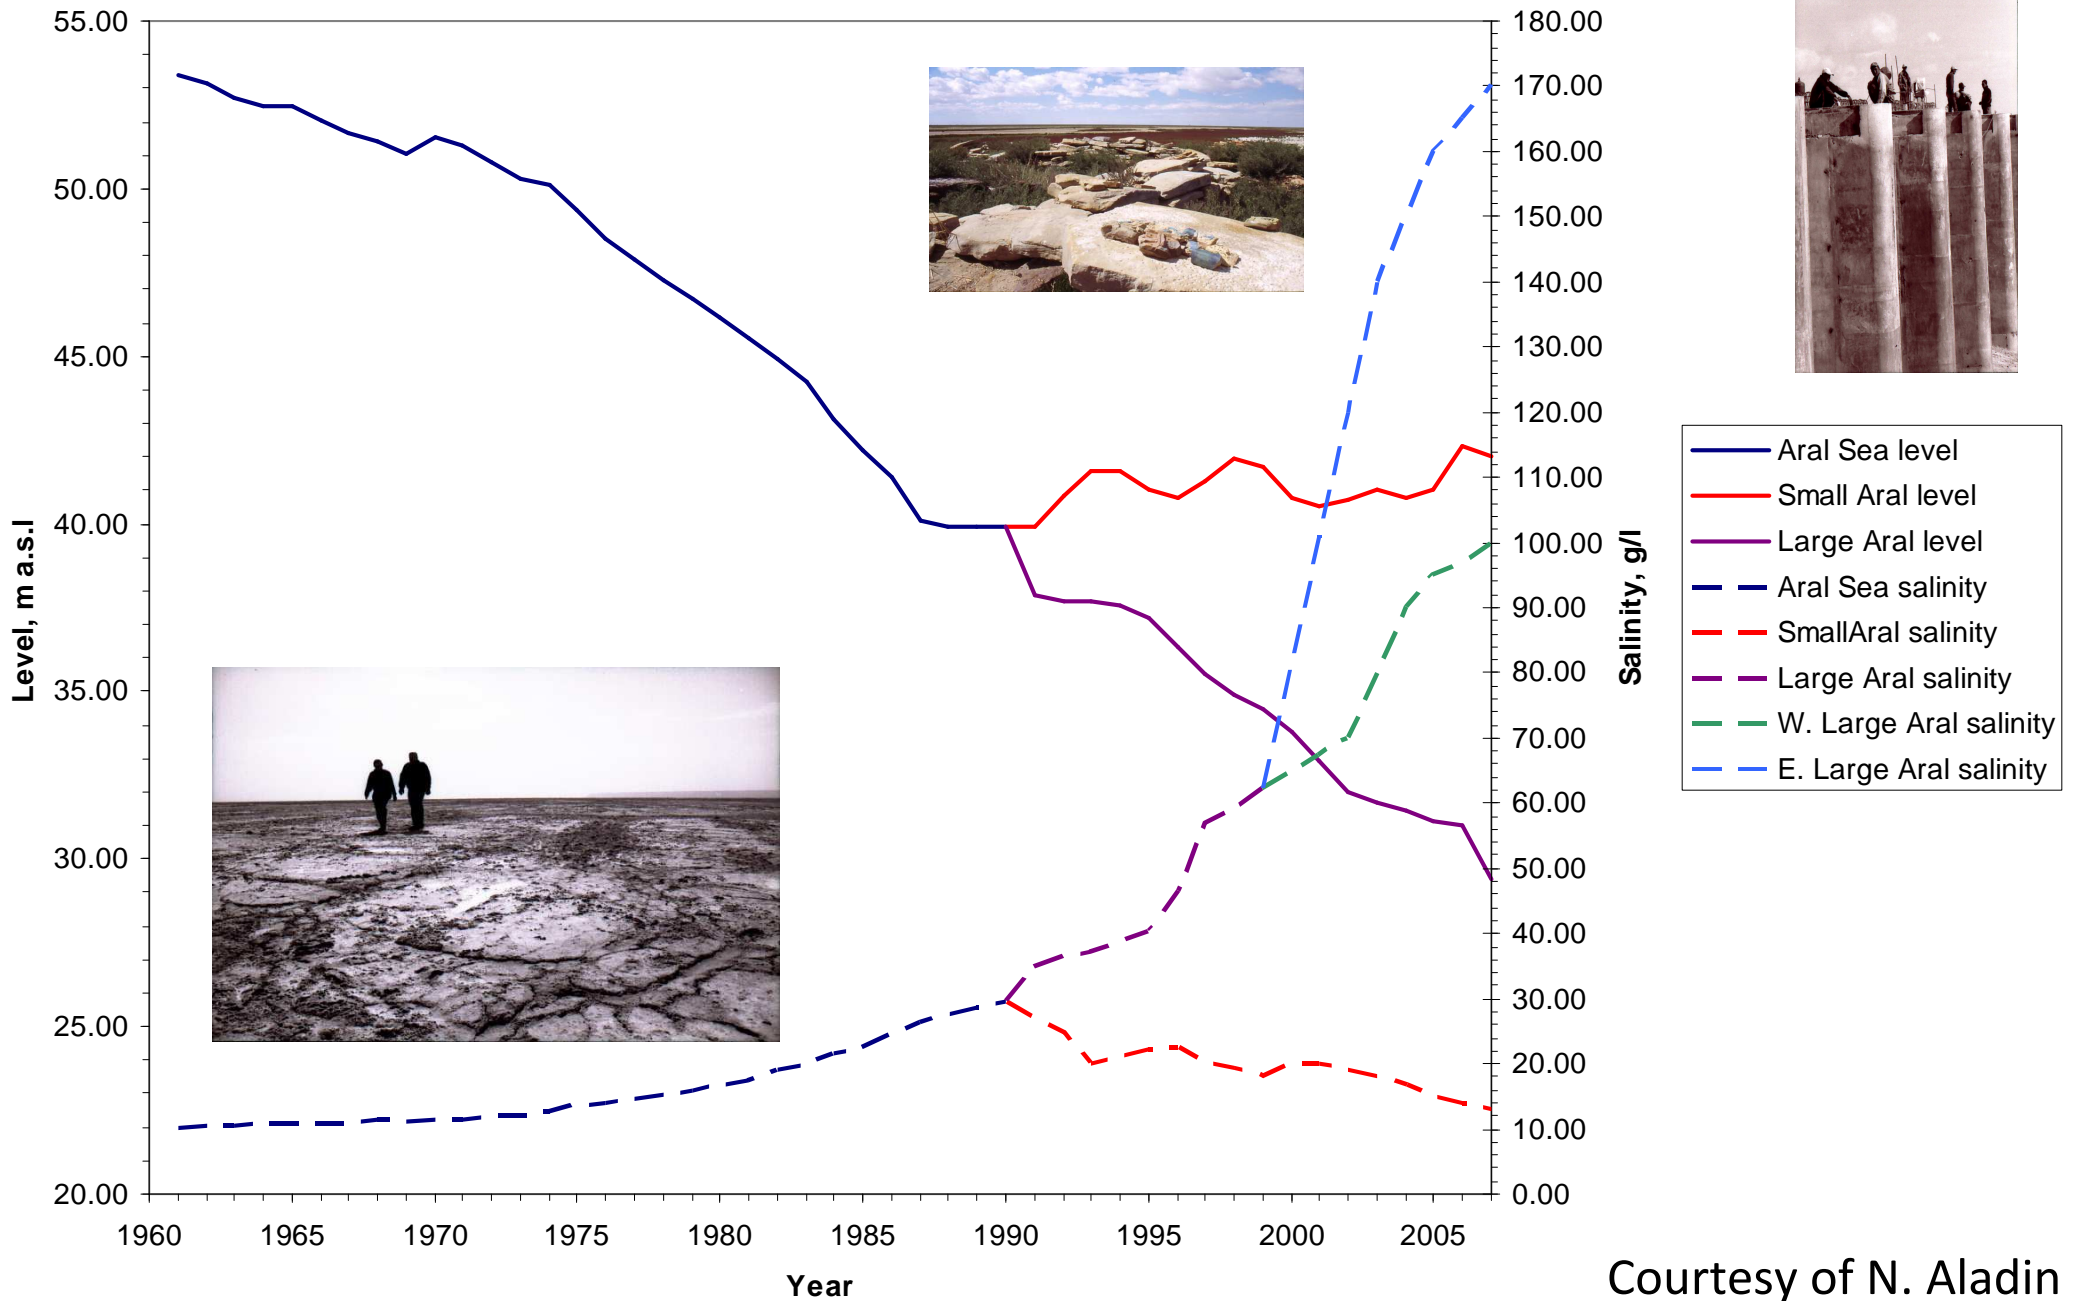 55.00
50.00
45.00
40.00
35.00
30.00
25.00
20.00
Level, m a.s.l
180.00
170.00
160.00
150.00
140.00
130.00
120.00
110.00
100.00
90.00
80.00
70.00
60.00
50.00
40.00
30.00
20.00
10.00
0.00
Salinity, g/l
1960 1965 1970 1975 1980 1985 1990 1995 2000 2005
Year
Aral Sea level
Small Aral level
Large Aral level
Aral Sea salinity
SmallAral salinity
Large Aral salinity
W. Large Aral salinity
E. Large Aral salinity
Courtesy of N. Aladin